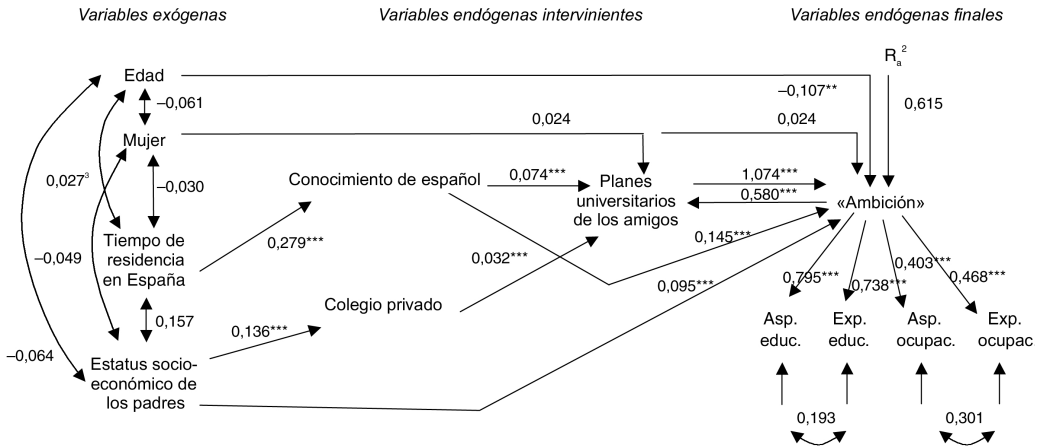 Variables exógenas
Variables endógenas intervinientes
Variables endógenas finales
Edad
R_a^2
–0,061
–0,107**
0,615
Mujer
0,024
0,024
0,027³
–0,030
Conocimiento de español
0,074***
Planes
universitarios
de los amigos
1,074***
0,580***
«Ambición»
Tiempo de
residencia
en España
0,279***
0,032***
0,145***
–0,049
0,095***
0,795***
0,738***
0,403***
0,468***
Colegio privado
0,157
0,136***
Asp.
educ.
Exp.
educ.
Asp.
ocupac.
Exp.
ocupac
–0,064
Estatus socio-
económico de
los padres
0,193
0,301